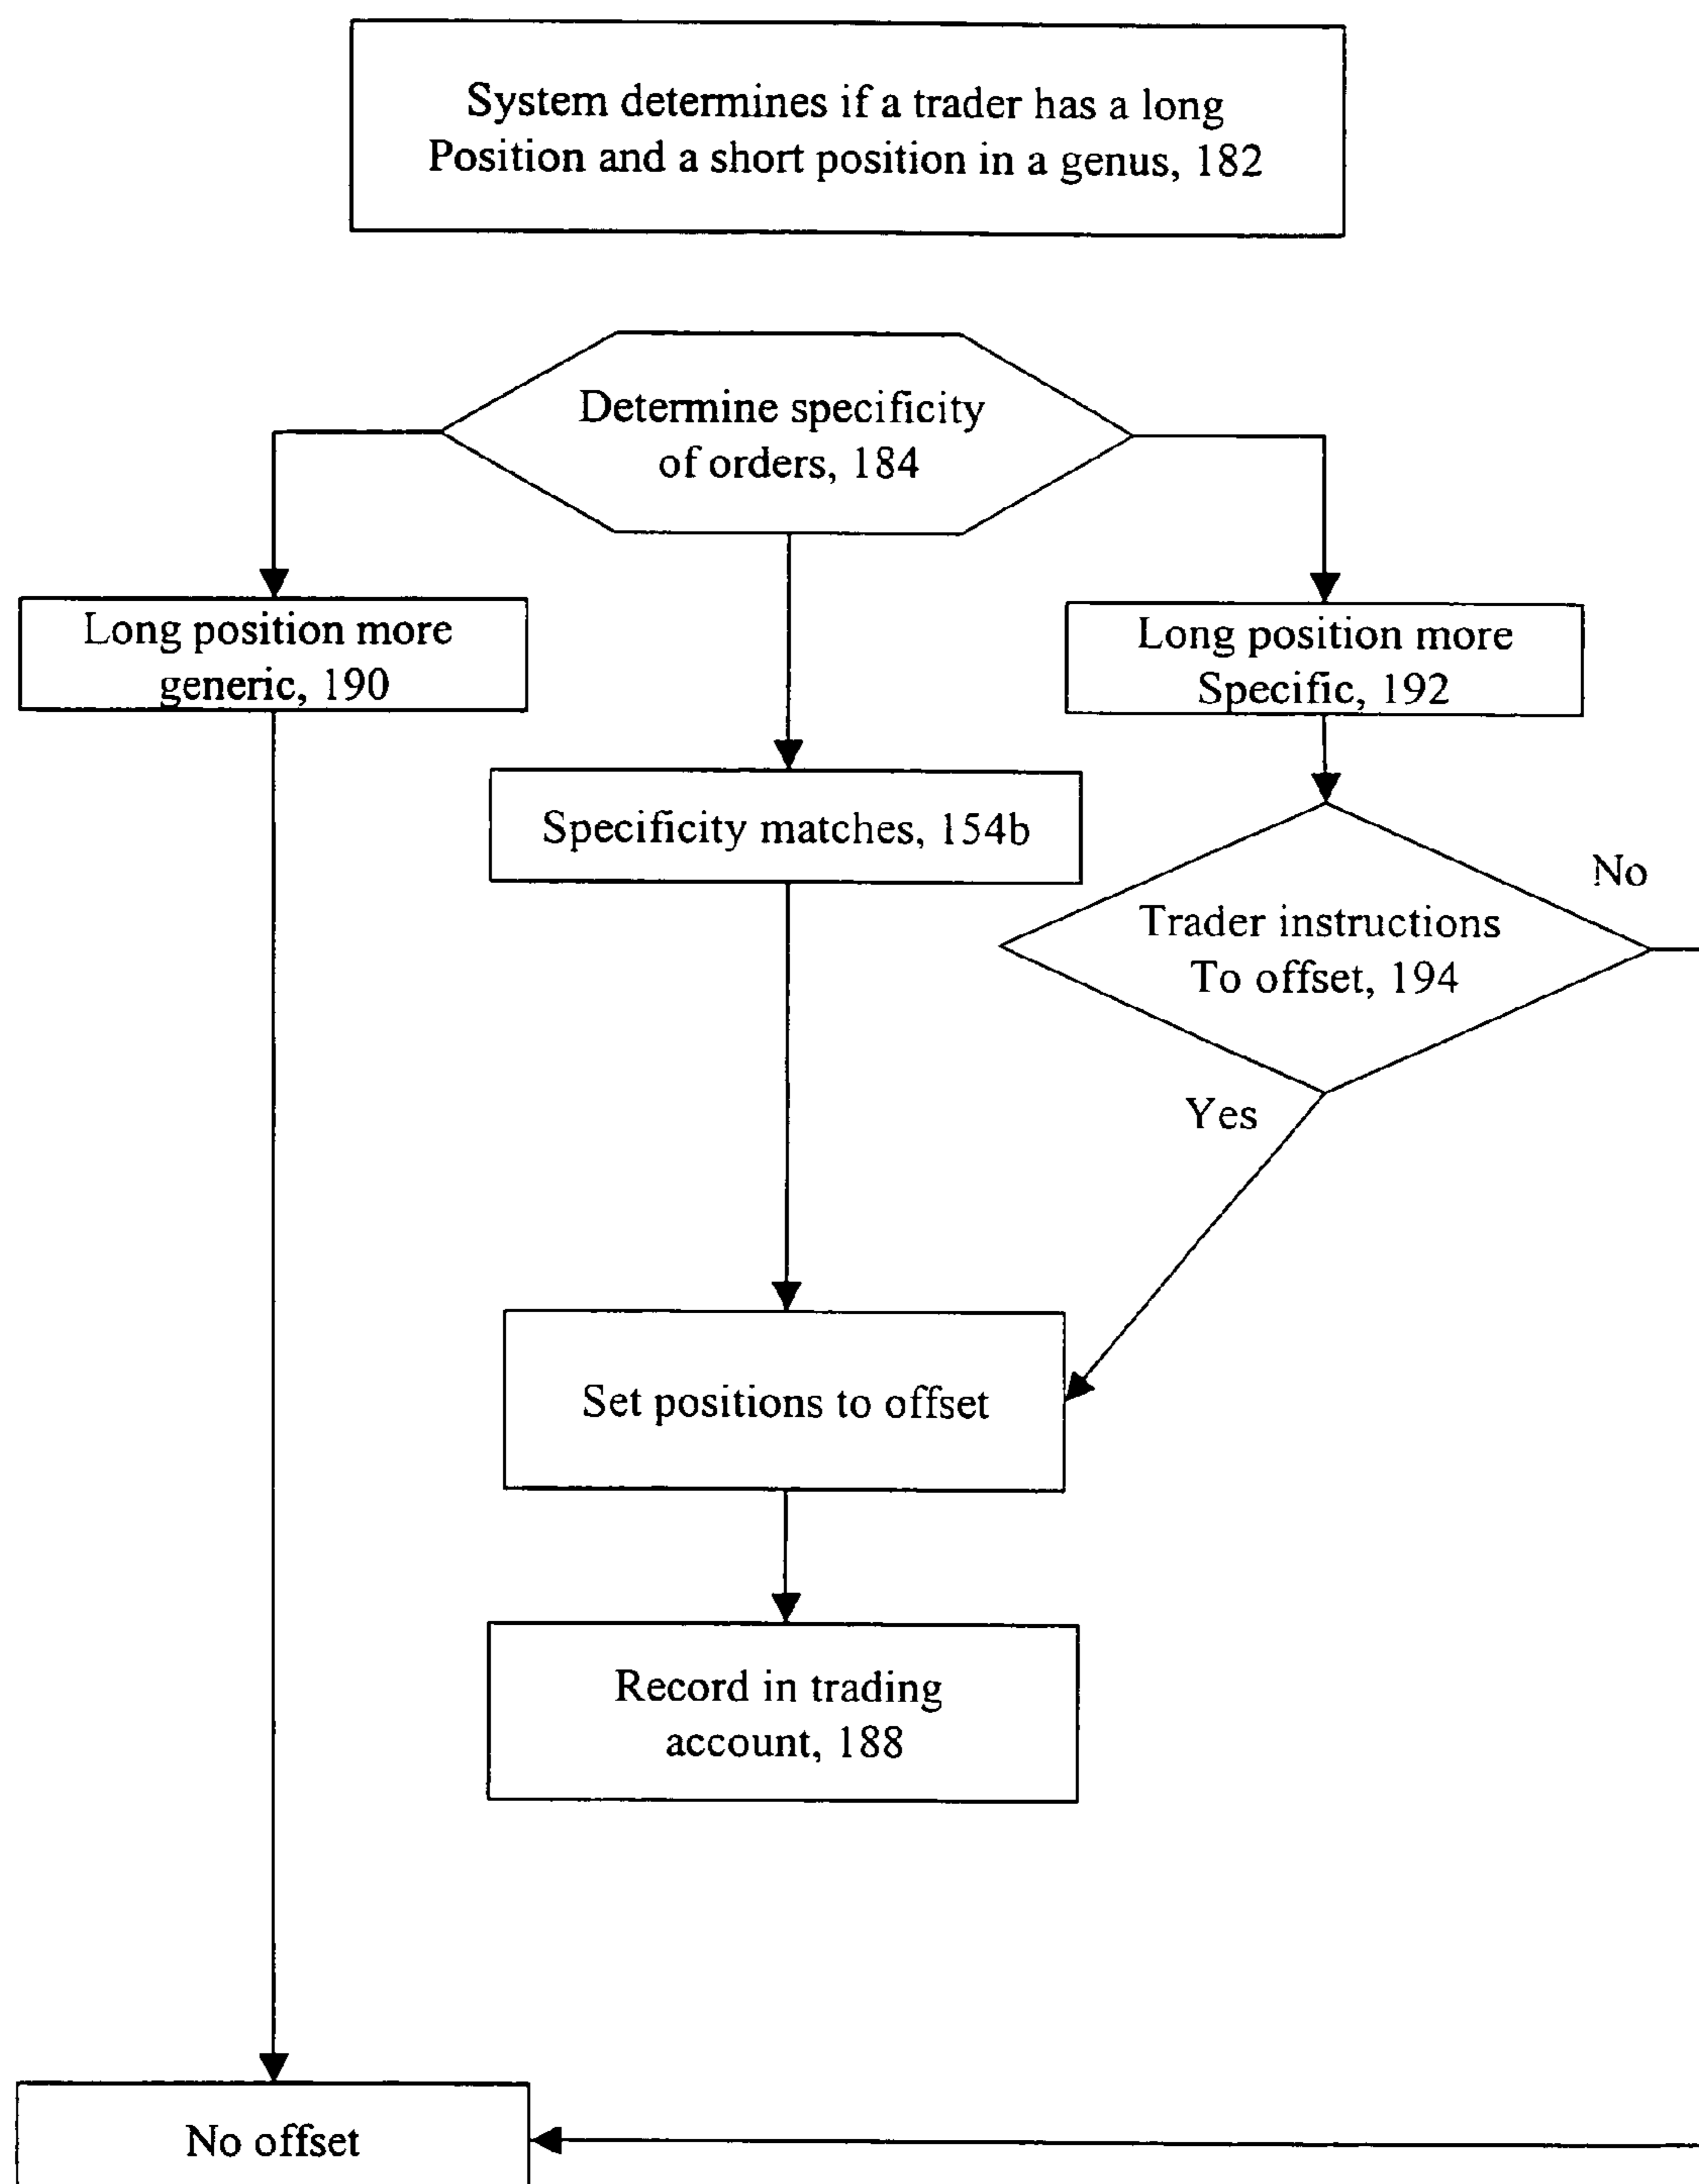 System determines if a trader has a long
Position and a short position in a genus, 182
Determine specificity
of orders, 184
Long position more
generic, 190
Long position more
Specific, 192
Specificity matches, 154b
No
Trader instructions
To offset, 194
Yes
Set positions to offset
Record in trading
account, 188
No offset